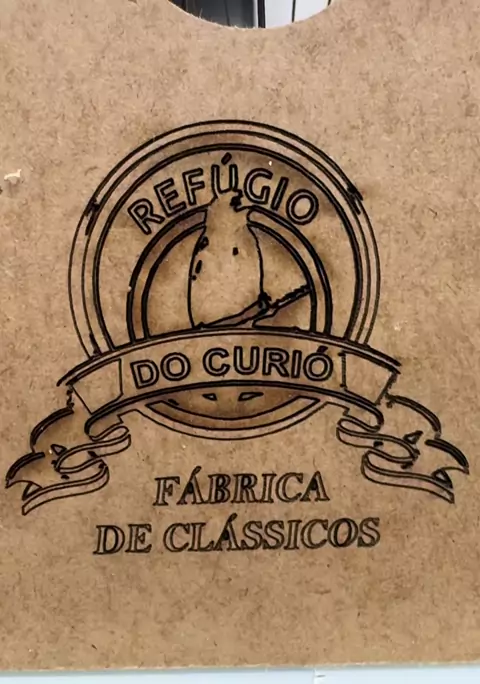 REFÚGIO
DO CURIÓ
FÁBRICA
DE CLÁSSICOS